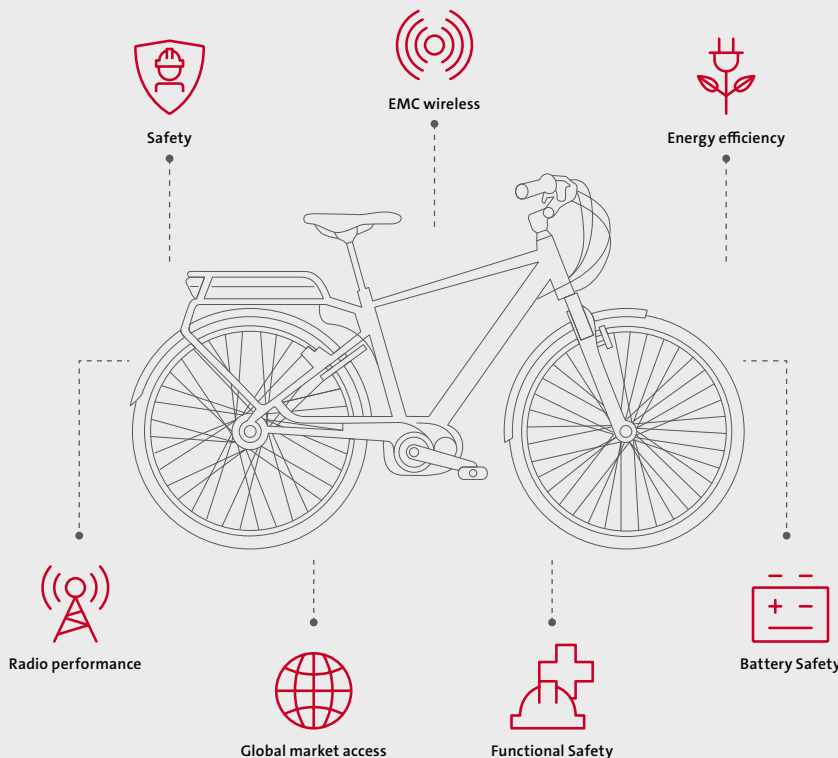 EMC wireless
Safety
Energy efficiency
Radio performance
Battery Safety
Global market access
Functional Safety